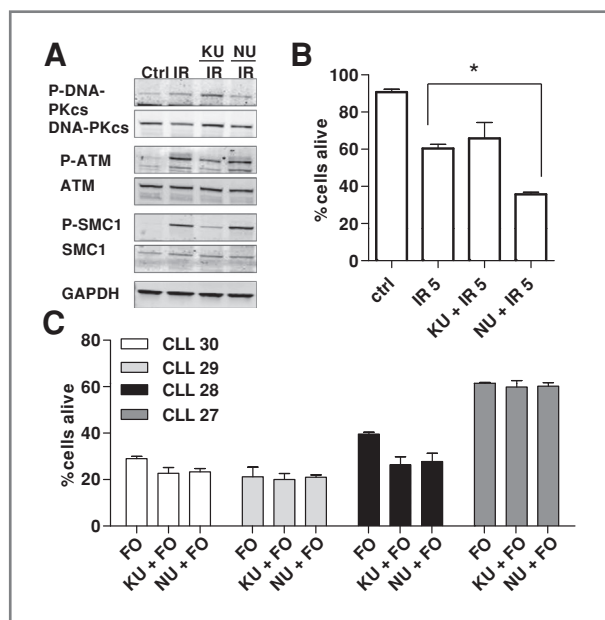 A
KU NU
Ctrl IR IR IR
P-DNA-
PKcs
DNA-PKcs
P-ATM
ATM
P-SMC1
SMC1
GAPDH
B
100
80
60
40
20
0
% cells alive
*
ctrl
IR 5
KU + IR 5
NU + IR 5
C
80
60
40
20
0
% cells alive
CLL 30
CLL 29
CLL 28
CLL 27
FO
KU + FO
NU + FO
FO
KU + FO
NU + FO
FO
KU + FO
NU + FO
FO
KU + FO
NU + FO